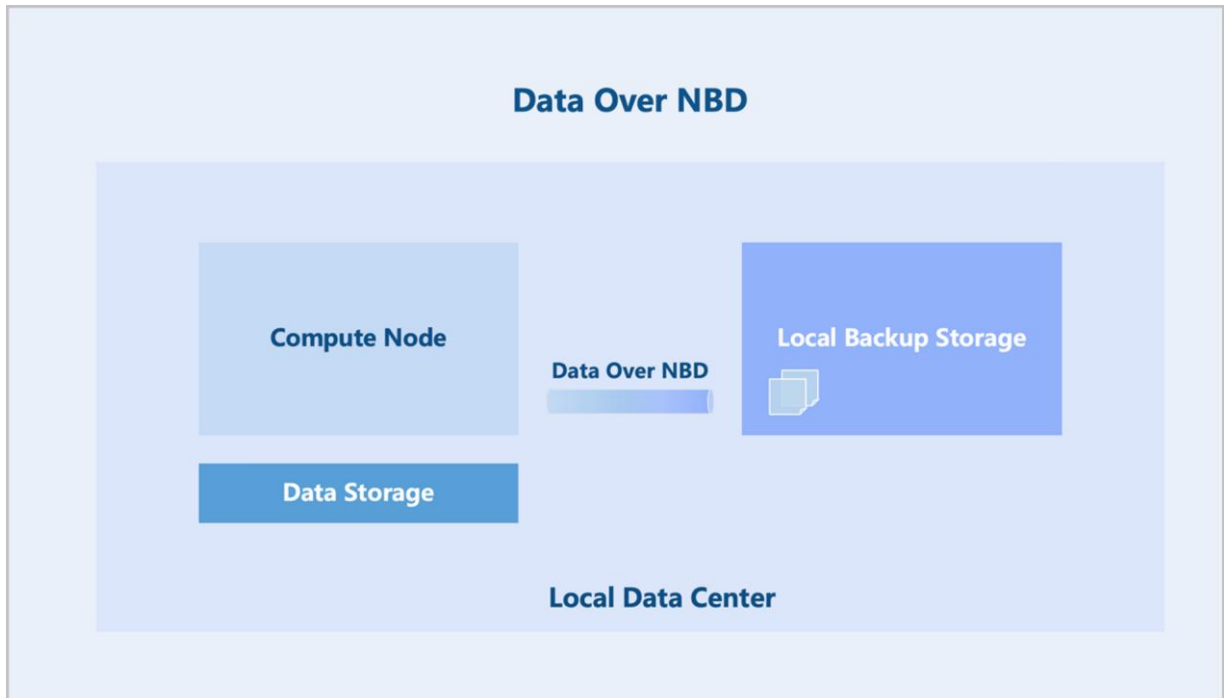 Data Over NBD
Compute Node
Local Backup Storage
Data Over NBD
Data Storage
Local Data Center